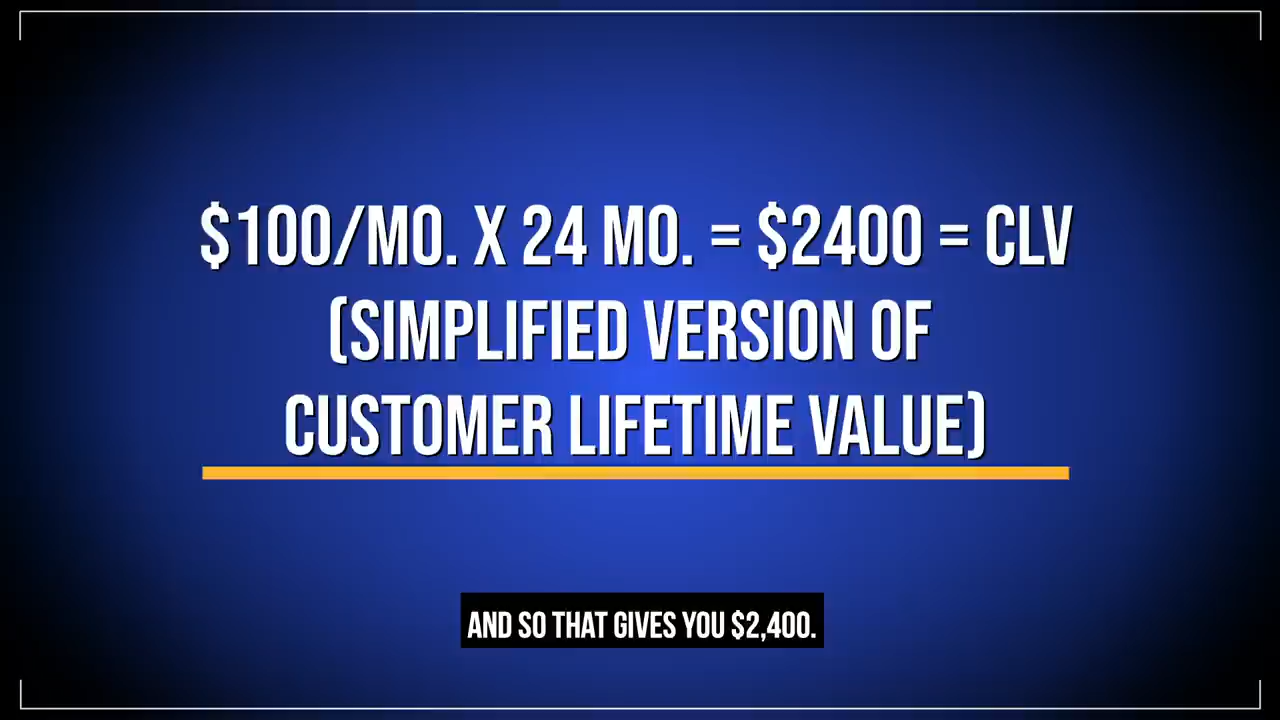 $100/MO. X 24 MO. = $2400 = CLV
(SIMPLIFIED VERSION OF
CUSTOMER LIFETIME VALUE)
AND SO THAT GIVES YOU $2,400.